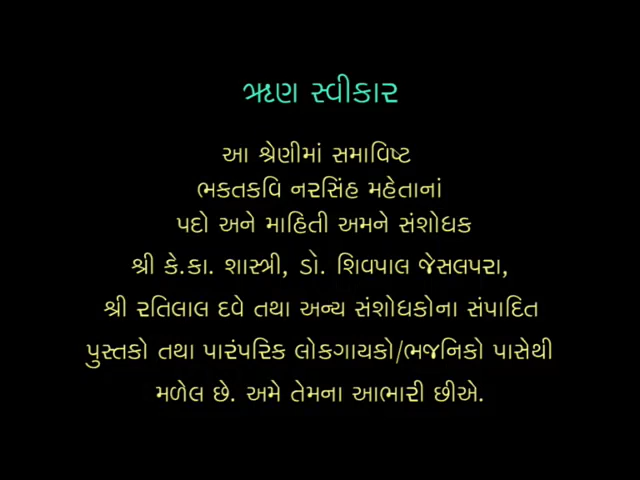 ઋણ સ્વીકાર
આ શ્રેણીમાં સમાવિષ્ટ
ભકતકવિ નરસિંહ મહેતાનાં
પદો અને માહિતી અમને સંશોધક
શ્રી કે.કા. શાસ્ત્રી, ડો. શિવપાલ જેસલપરા,
શ્રી રતિલાલ દવે તથા અન્ય સંશોધકોના સંપાદિત
પુસ્તકો તથા પારંપરિક લોકગાયકો/ભજનિકો પાસેથી
મળેલ છે. અમે તેમના આભારી છીએ.